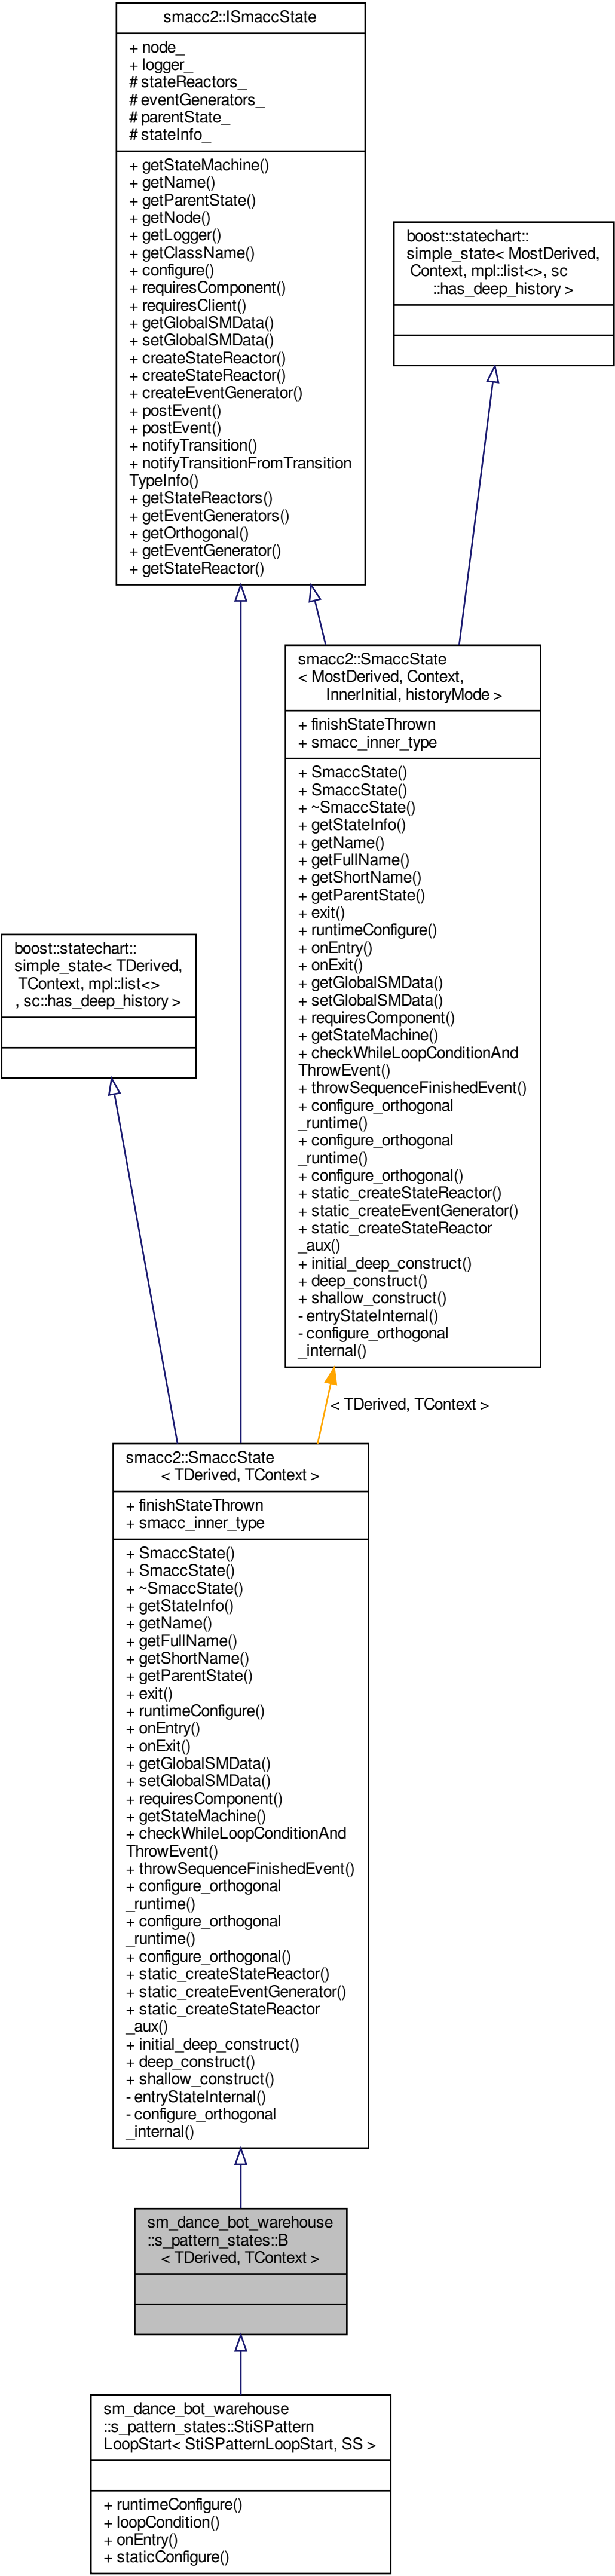 smacc2::ISmaccState
+ node_
+ logger_
# stateReactors_
# eventGenerators_
# parentState_
# stateInfo_
+ getStateMachine()
+ getName()
+ getParentState()
+ getNode()
+ getLogger()
+ getClassName()
+ configure()
+ requiresComponent()
+ requiresClient()
+ getGlobalSMData()
+ setGlobalSMData()
+ createStateReactor()
+ createStateReactor()
+ createEventGenerator()
+ postEvent()
+ postEvent()
+ notifyTransition()
+ notifyTransitionFromTransition
TypeInfo()
+ getStateReactors()
+ getEventGenerators()
+ getOrthogonal()
+ getEventGenerator()
+ getStateReactor()
boost::statechart::
simple_state< MostDerived,
Context, mpl::list<>, sc
::has_deep_history >
smacc2::SmaccState
< MostDerived, Context,
InnerInitial, historyMode >
+ finishStateThrown
+ smacc_inner_type
+ SmaccState()
+ SmaccState()
+ ~SmaccState()
+ getStateInfo()
+ getName()
+ getFullName()
+ getShortName()
+ getParentState()
+ exit()
+ runtimeConfigure()
+ onEntry()
+ onExit()
+ getGlobalSMData()
+ setGlobalSMData()
+ requiresComponent()
+ getStateMachine()
+ checkWhileLoopConditionAnd
ThrowEvent()
+ throwSequenceFinishedEvent()
+ configure_orthogonal
_runtime()
+ configure_orthogonal
_runtime()
+ configure_orthogonal()
+ static_createStateReactor()
+ static_createEventGenerator()
+ static_createStateReactor
_aux()
+ initial_deep_construct()
+ deep_construct()
+ shallow_construct()
- entryStateInternal()
- configure_orthogonal
_internal()
boost::statechart::
simple_state< TDerived,
TContext, mpl::list<>
, sc::has_deep_history >
< TDerived, TContext >
smacc2::SmaccState
< TDerived, TContext >
+ finishStateThrown
+ smacc_inner_type
+ SmaccState()
+ SmaccState()
+ ~SmaccState()
+ getStateInfo()
+ getName()
+ getFullName()
+ getShortName()
+ getParentState()
+ exit()
+ runtimeConfigure()
+ onEntry()
+ onExit()
+ getGlobalSMData()
+ setGlobalSMData()
+ requiresComponent()
+ getStateMachine()
+ checkWhileLoopConditionAnd
ThrowEvent()
+ throwSequenceFinishedEvent()
+ configure_orthogonal
_runtime()
+ configure_orthogonal
_runtime()
+ configure_orthogonal()
+ static_createStateReactor()
+ static_createEventGenerator()
+ static_createStateReactor
_aux()
+ initial_deep_construct()
+ deep_construct()
+ shallow_construct()
- entryStateInternal()
- configure_orthogonal
_internal()
sm_dance_bot_warehouse
::s_pattern_states::B
< TDerived, TContext >
sm_dance_bot_warehouse
::s_pattern_states::StiSPattern
LoopStart< StiSPatternLoopStart, SS >
+ runtimeConfigure()
+ loopCondition()
+ onEntry()
+ staticConfigure()